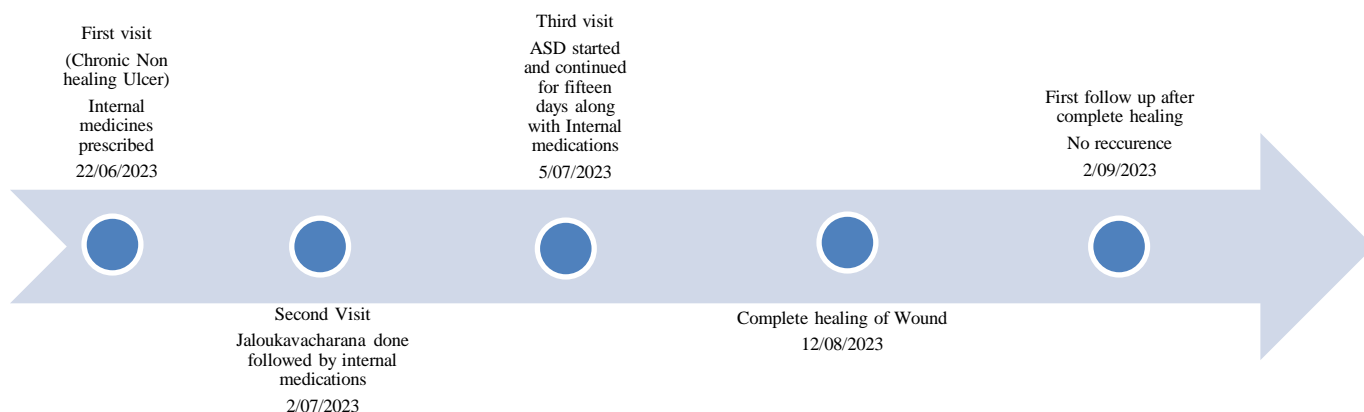 First visit
(Chronic Non
healing Ulcer)
Internal
medicines
prescribed
22/06/2023
Second Visit
Jaloukavacharana done
followed by internal
medications
2/07/2023
Third visit
ASD started
and continued
for fifteen
days along
with Internal
medications
5/07/2023
Complete healing of Wound
12/08/2023
First follow up after
complete healing
No reccurence
2/09/2023